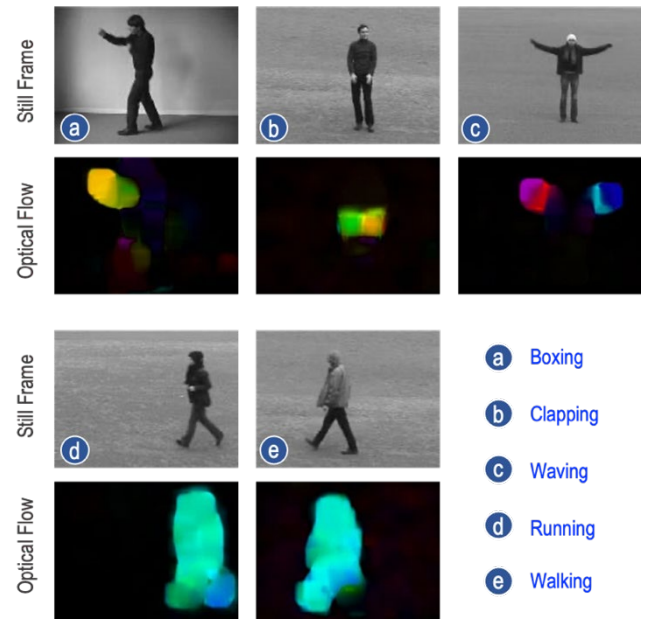 Still Frame
a
b
c
Optical Flow
Still Frame
d
e
Optical Flow
a Boxing
b Clapping
c Waving
d Running
e Walking